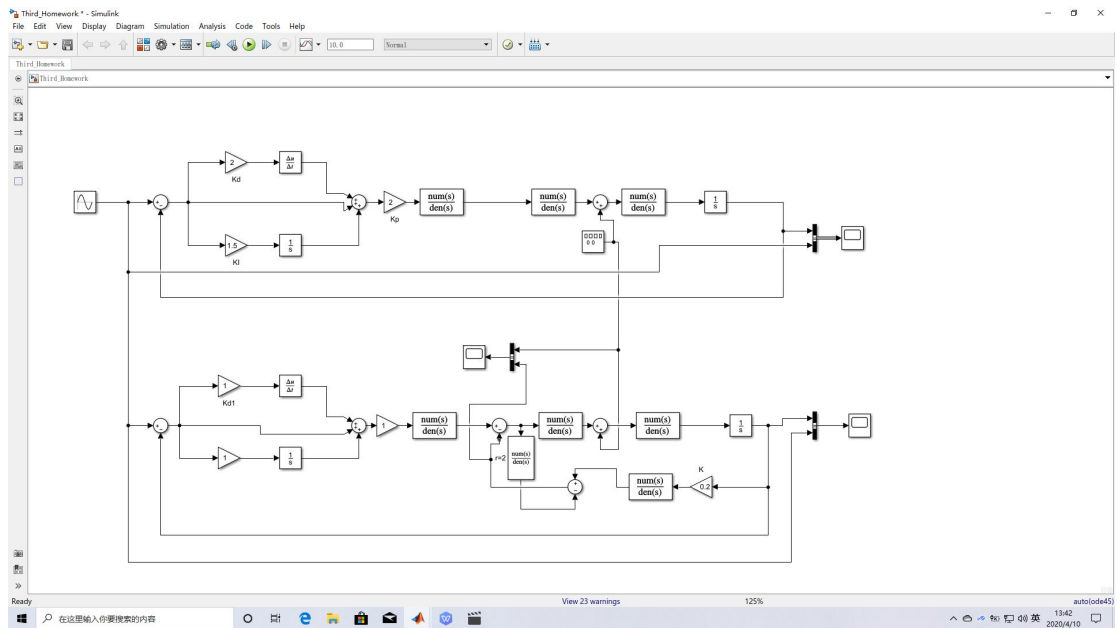 Third_Homework * - Simulink
File Edit View Display Diagram Simulation Analysis Code Tools Help
10.0 Normal
Third_Homework
Third_Homework
2
Δu
Δt
Kd
num(s)
den(s)
num(s)
den(s)
num(s)
den(s)
1
s
2
Kp
1.5
1
s
KI
1
Δu
Δt
Kd1
1
num(s)
den(s)
num(s)
den(s)
num(s)
den(s)
1
s
1
1
s
r=2
num(s)
den(s)
num(s)
den(s)
K
0.2
Ready View 23 warnings 125% auto(ode45)
在这里输入你要搜索的内容
英
13:42
2020/4/10